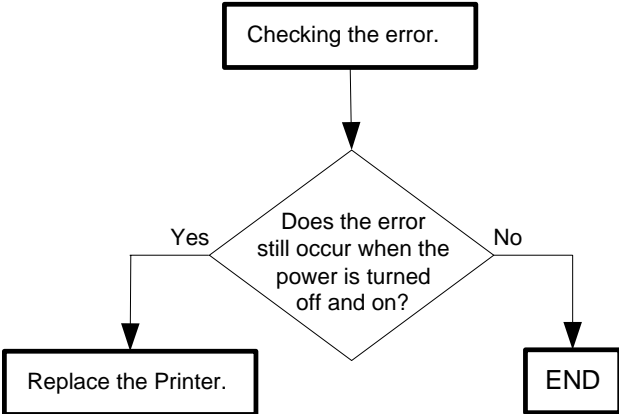 Checking the error.
Does the error
still occur when the
power is turned
off and on?
Yes
No
Replace the Printer.
END